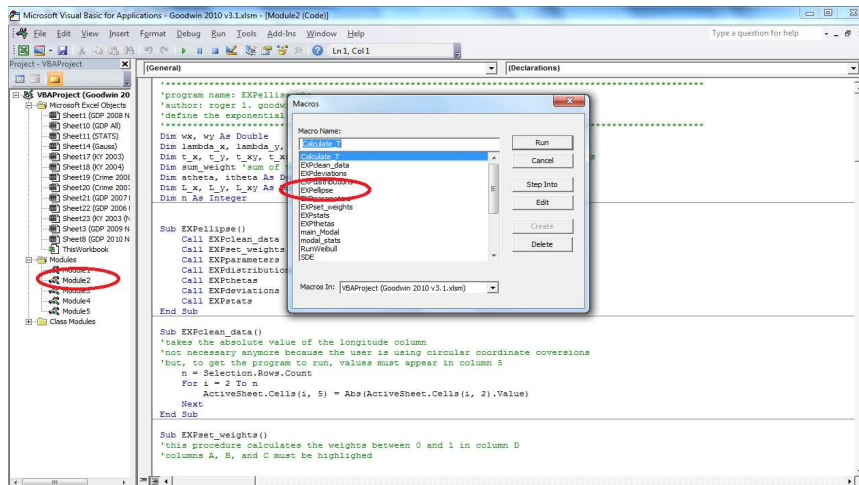 Microsoft Visual Basic for Applications - Goodwin 2010 v3.1.xlsm - [Module2 (Code)]
File Edit View Insert Format Debug Run Tools Add-Ins Window Help
Type a question for help
Ln 1, Col 1
Project - VBAProject
(General)
(Declarations)
VBAProject (Goodwin 20
Microsoft Excel Objects
Sheet1 (GDP 2008 N
Sheet10 (GDP All)
Sheet11 (STATS)
Sheet14 (Gauss)
Sheet17 (KY 2003)
Sheet18 (KY 2004)
Sheet19 (Crime 2008
Sheet20 (Crime 2007
Sheet21 (GDP 2007 I
Sheet22 (GDP 2006 I
Sheet23 (KY 2003 (N
Sheet3 (GDP 2009 N
Sheet8 (GDP 2010 N
ThisWorkbook
Modules
Module1
Module2
Module3
Module4
Module5
Class Modules
'program name: EXPellipse
'author: roger l. goodw
'define the exponential
Dim wx, wy As Double
Dim lambda_x, lambda_y,
Dim t_x, t_y, t_xy, t_x
Dim sum_weight 'sum of
Dim atheta, itheta As Do
Dim L_x, L_y, L_xy As
Dim n As Integer
Sub EXPellipse()
Call EXPclean_data
Call EXPset_weights
Call EXPparameters
Call EXPdistribution
Call EXPthetas
Call EXPdeviations
Call EXPstats
End Sub
Sub EXPclean_data()
'takes the absolute value of the longitude column
'not necessary anymore because the user is using circular coordinate coversions
'but, to get the program to run, values must appear in column 5
n = Selection.Rows.Count
For i = 2 To n
ActiveSheet.Cells(i, 5) = Abs(ActiveSheet.Cells(i, 2).Value)
Next
End Sub
Sub EXPset_weights()
'this procedure calculates the weights between 0 and 1 in column D
'columns A, B, and C must be highlighed
Macros
Macro Name:
Calculate_T
Calculate_T
EXPclean_data
EXPdeviations
EXPdistributions
EXPellipse
EXPparameters
EXPset_weights
EXPstats
EXPthetas
main_Modal
modal_stats
RunWeibull
SDE
Macros In:
VBAProject (Goodwin 2010 v3.1.xlsm)
Run
Cancel
Step Into
Edit
Create
Delete